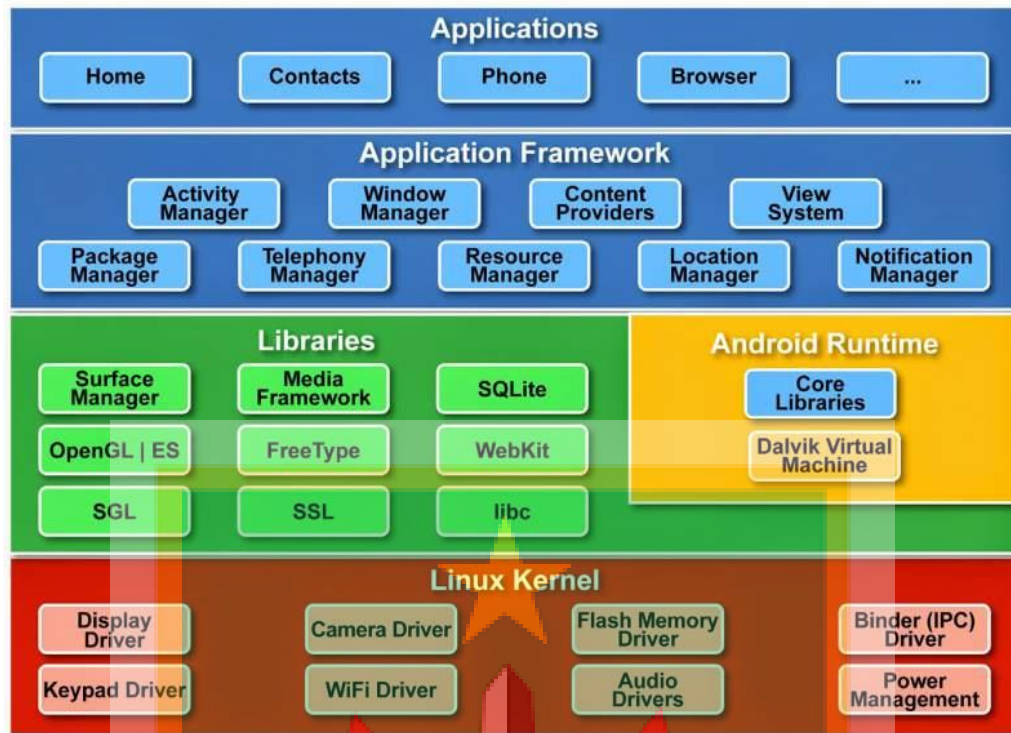 Applications
Home
Contacts
Phone
Browser
...
Application Framework
Activity
Manager
Window
Manager
Content
Providers
View
System
Package
Manager
Telephony
Manager
Resource
Manager
Location
Manager
Notification
Manager
Libraries
Surface
Manager
Media
Framework
SQLite
OpenGL | ES
FreeType
WebKit
SGL
SSL
libc
Android Runtime
Core
Libraries
Dalvik Virtual
Machine
Linux Kernel
Display
Driver
Camera Driver
Flash Memory
Driver
Binder (IPC)
Driver
Keypad Driver
WiFi Driver
Audio
Drivers
Power
Management